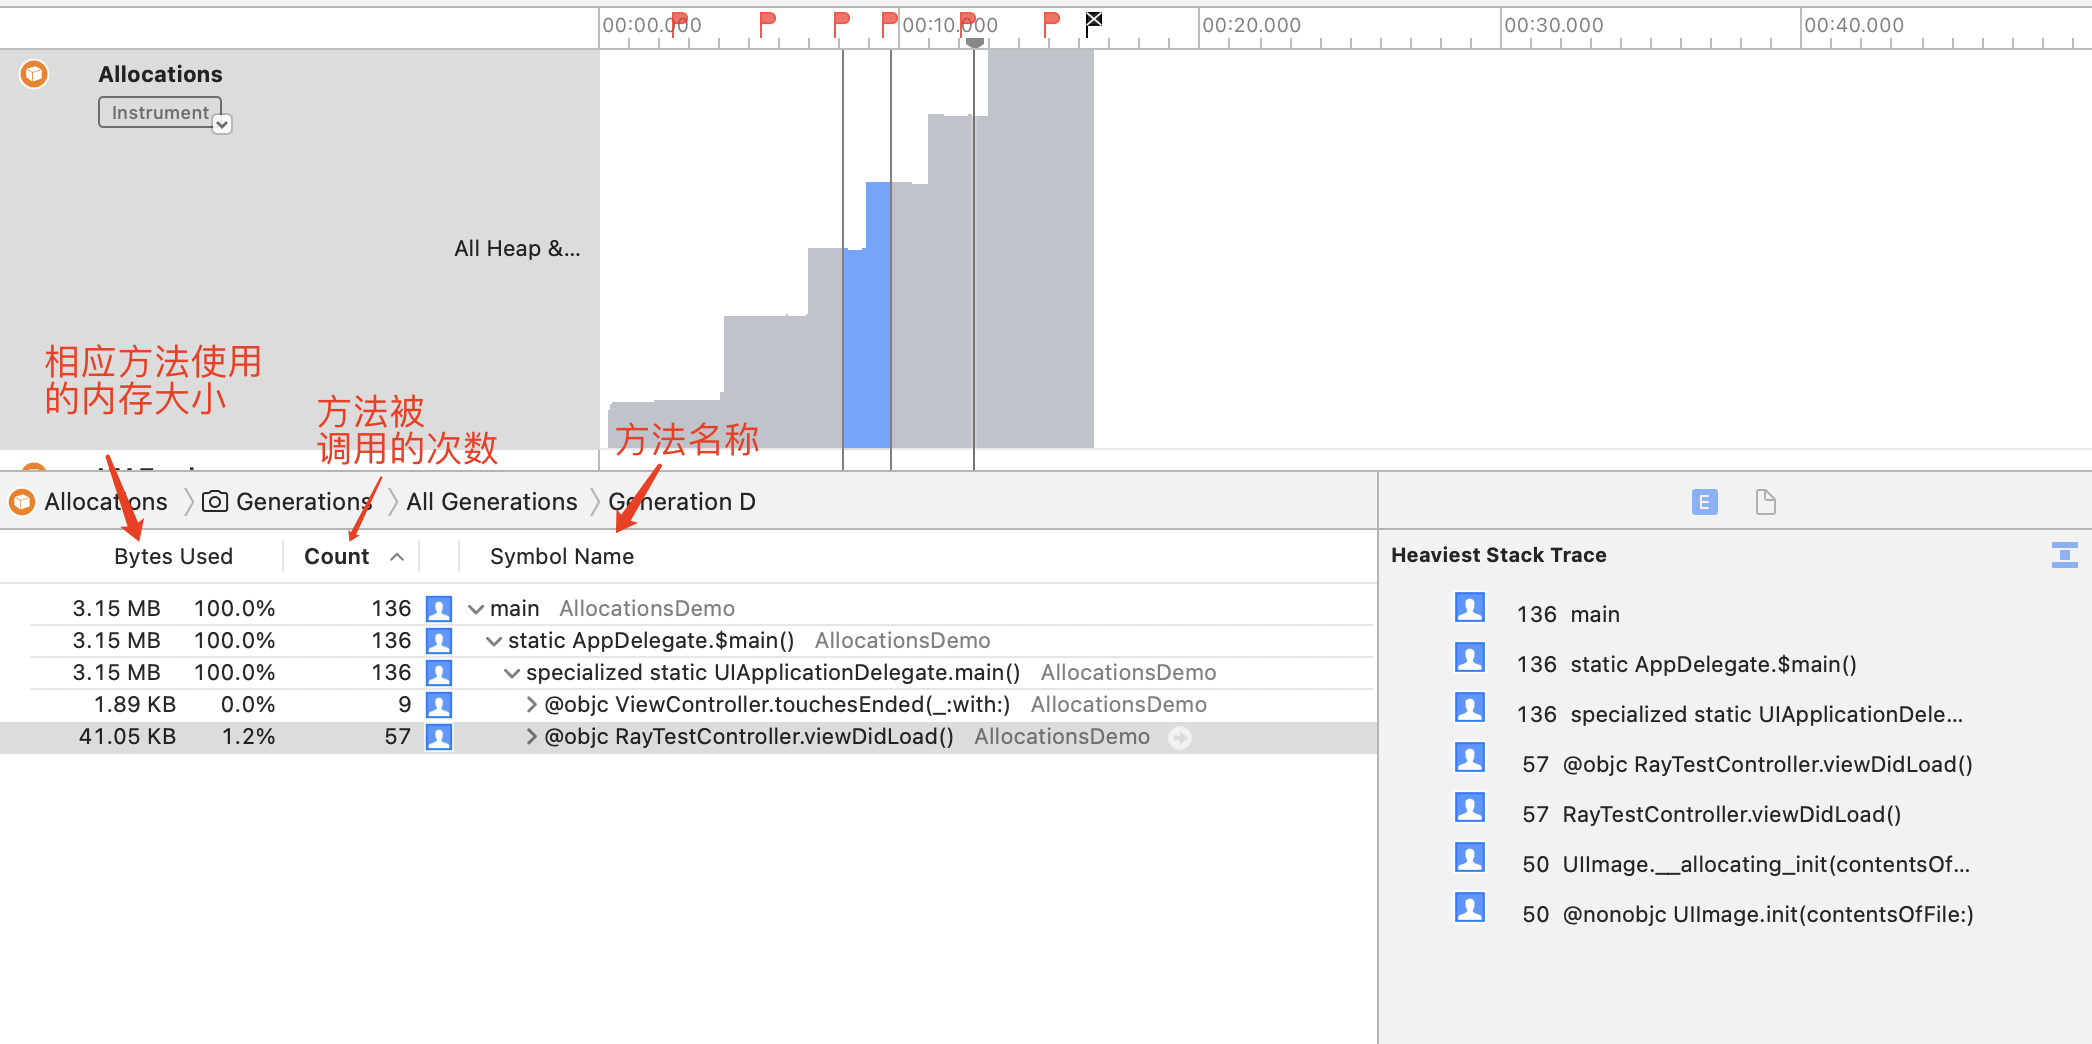 00:00.000
00:10.000
00:20.000
00:30.000
00:40.000
Allocations
Instrument
All Heap &...
相应方法使用
的内存大小
方法被
调用的次数
方法名称
Allocations
Generations
All Generations
Generation D
E
Bytes Used
Count
Symbol Name
3.15 MB 100.0% 136 main AllocationsDemo
3.15 MB 100.0% 136 static AppDelegate.$main() AllocationsDemo
3.15 MB 100.0% 136 specialized static UIApplicationDelegate.main() AllocationsDemo
1.89 KB 0.0% 9 @objc ViewController.touchesEnded(_:with:) AllocationsDemo
41.05 KB 1.2% 57 @objc RayTestController.viewDidLoad() AllocationsDemo
Heaviest Stack Trace
136 main
136 static AppDelegate.$main()
136 specialized static UIApplicationDele...
57 @objc RayTestController.viewDidLoad()
57 RayTestController.viewDidLoad()
50 UIImage.__allocating_init(contentsOf...
50 @nonobjc UIImage.init(contentsOfFile:)